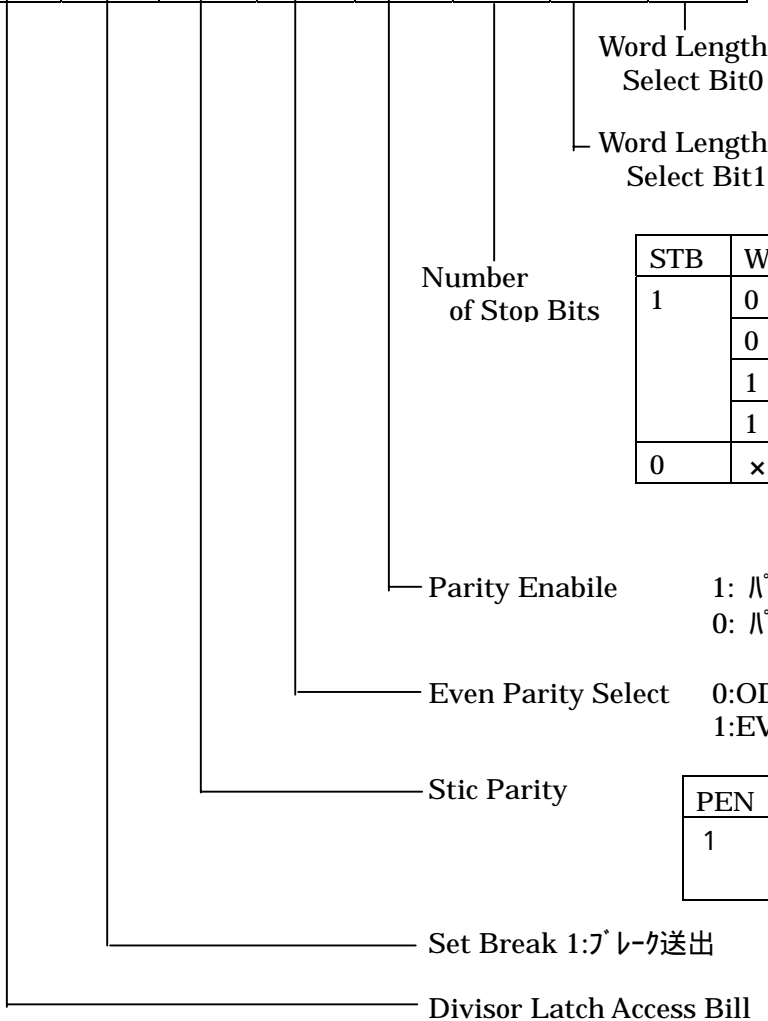 Word Length
Select Bit0
Word Length
Select Bit1
Number
of Stop Bits
STB W
1 0
0
1
1
0 ×
Parity Enabile 1: パ
0: パ
Even Parity Select 0:OD
1:EV
Stic Parity
PEN
1
Set Break 1:ブレーク送出
Divisor Latch Access Bill